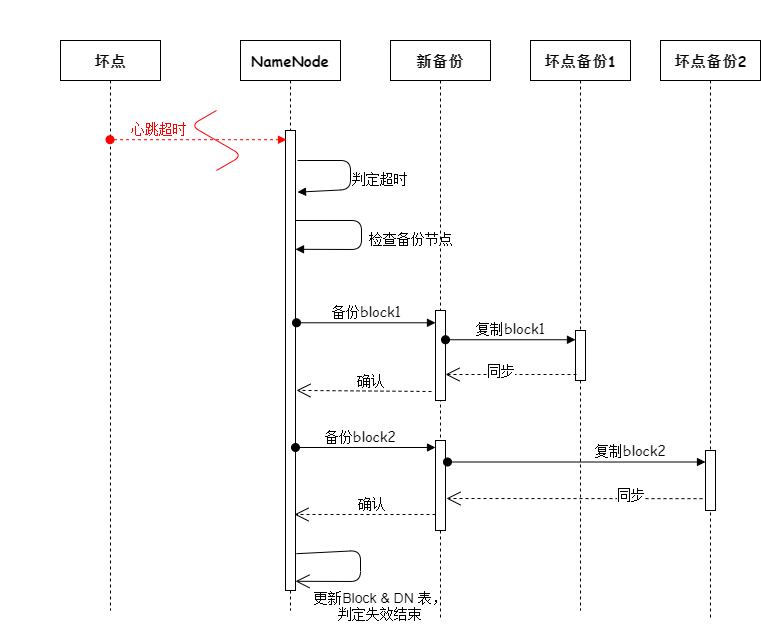 坏点
NameNode
新备份
坏点备份1
坏点备份2
心跳超时
判定超时
检查备份节点
备份block1
复制block1
同步
确认
备份block2
复制block2
同步
确认
更新Block & DN 表，
判定失效结束